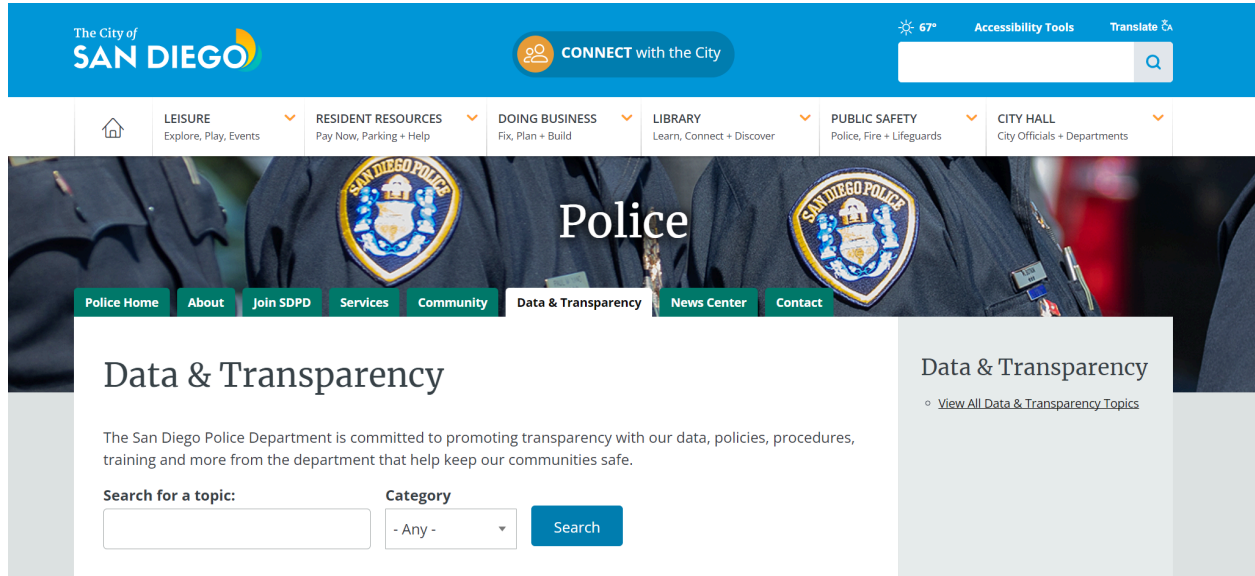 The City of
SAN DIEGO
CONNECT with the City
67°
Accessibility Tools
Translate
LEISURE
Explore, Play, Events
RESIDENT RESOURCES
Pay Now, Parking + Help
DOING BUSINESS
Fix, Plan + Build
LIBRARY
Learn, Connect + Discover
PUBLIC SAFETY
Police, Fire + Lifeguards
CITY HALL
City Officials + Departments
SAN DIEGO POLICE
Police
SAN DIEGO POLICE
Police Home
About
Join SDPD
Services
Community
Data & Transparency
News Center
Contact
Data & Transparency
The San Diego Police Department is committed to promoting transparency with our data, policies, procedures,
training and more from the department that help keep our communities safe.
Search for a topic:
Category
- Any -
Search
Data & Transparency
View All Data & Transparency Topics